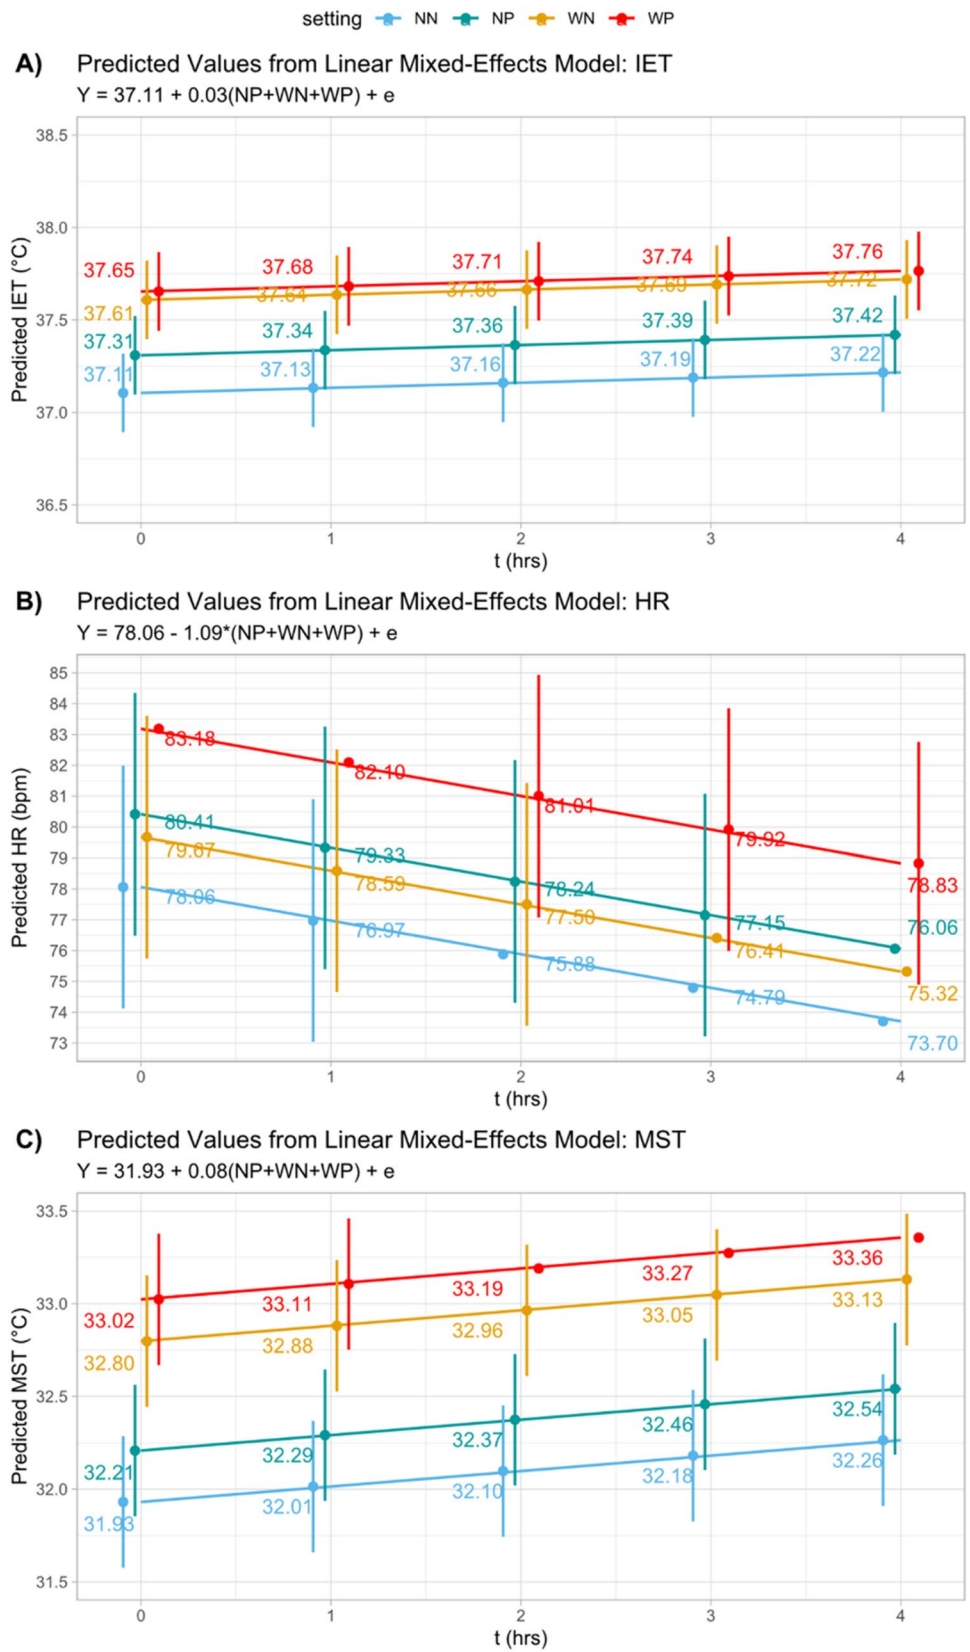 setting NN NP WN WP
A) Predicted Values from Linear Mixed-Effects Model: IET
Y = 37.11 + 0.03(NP+WN+WP) + e
Predicted IET (°C)
38.5
38.0
37.5
37.0
36.5
37.65 37.68 37.71 37.74 37.76
37.61 37.64 37.66 37.69 37.72
37.31 37.34 37.36 37.39 37.42
37.11 37.13 37.16 37.19 37.22
0 1 2 3 4
t (hrs)
B) Predicted Values from Linear Mixed-Effects Model: HR
Y = 78.06 - 1.09*(NP+WN+WP) + e
Predicted HR (bpm)
85
84
83
82
81
80
79
78
77
76
75
74
73
83.18 82.10 81.01 79.92 78.83
80.41 79.33 78.24 77.15 76.06
79.67 78.59 77.50 76.41 75.32
78.06 76.97 75.88 74.79 73.70
0 1 2 3 4
t (hrs)
C) Predicted Values from Linear Mixed-Effects Model: MST
Y = 31.93 + 0.08(NP+WN+WP) + e
Predicted MST (°C)
33.5
33.0
32.5
32.0
31.5
33.02 33.11 33.19 33.27 33.36
32.80 32.88 32.96 33.05 33.13
32.21 32.29 32.37 32.46 32.54
31.93 32.01 32.10 32.18 32.26
0 1 2 3 4
t (hrs)